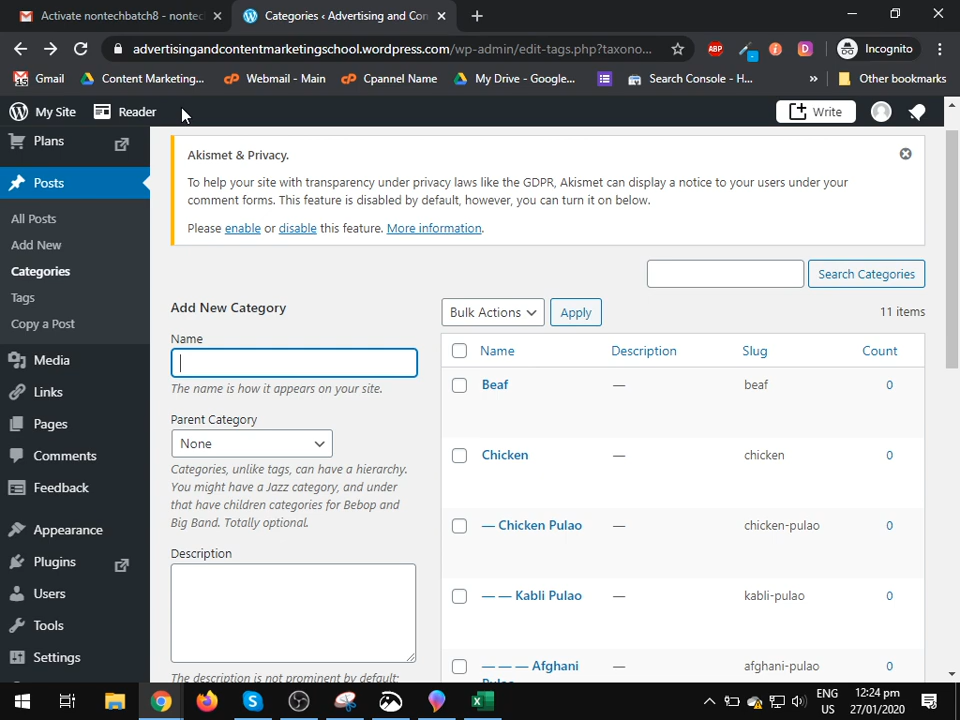 Activate nontechbatch8 - nontec
Categories ‹ Advertising and Con
advertisingandcontentmarketingschool.wordpress.com/wp-admin/edit-tags.php?taxono...
ABP
Incognito
Gmail
Content Marketing...
Webmail - Main
Cpannel Name
My Drive - Google...
Search Console - H...
»
Other bookmarks
My Site
Reader
Write
Plans
Posts
All Posts
Add New
Categories
Tags
Copy a Post
Media
Links
Pages
Comments
Feedback
Appearance
Plugins
Users
Tools
Settings
Akismet & Privacy.
To help your site with transparency under privacy laws like the GDPR, Akismet can display a notice to your users under your
comment forms. This feature is disabled by default, however, you can turn it on below.
Please enable or disable this feature. More information.
Search Categories
Add New Category
Name
The name is how it appears on your site.
Parent Category
None
Categories, unlike tags, can have a hierarchy.
You might have a Jazz category, and under
that have children categories for Bebop and
Big Band. Totally optional.
Description
The description is not prominent by default;
Bulk Actions
Apply
11 items
Name Description Slug Count
Beaf — beaf 0
Chicken — chicken 0
— Chicken Pulao — chicken-pulao 0
— — Kabli Pulao — kabli-pulao 0
— — — Afghani — afghani-pulao 0
Pulao
ENG
US
12:24 pm
27/01/2020